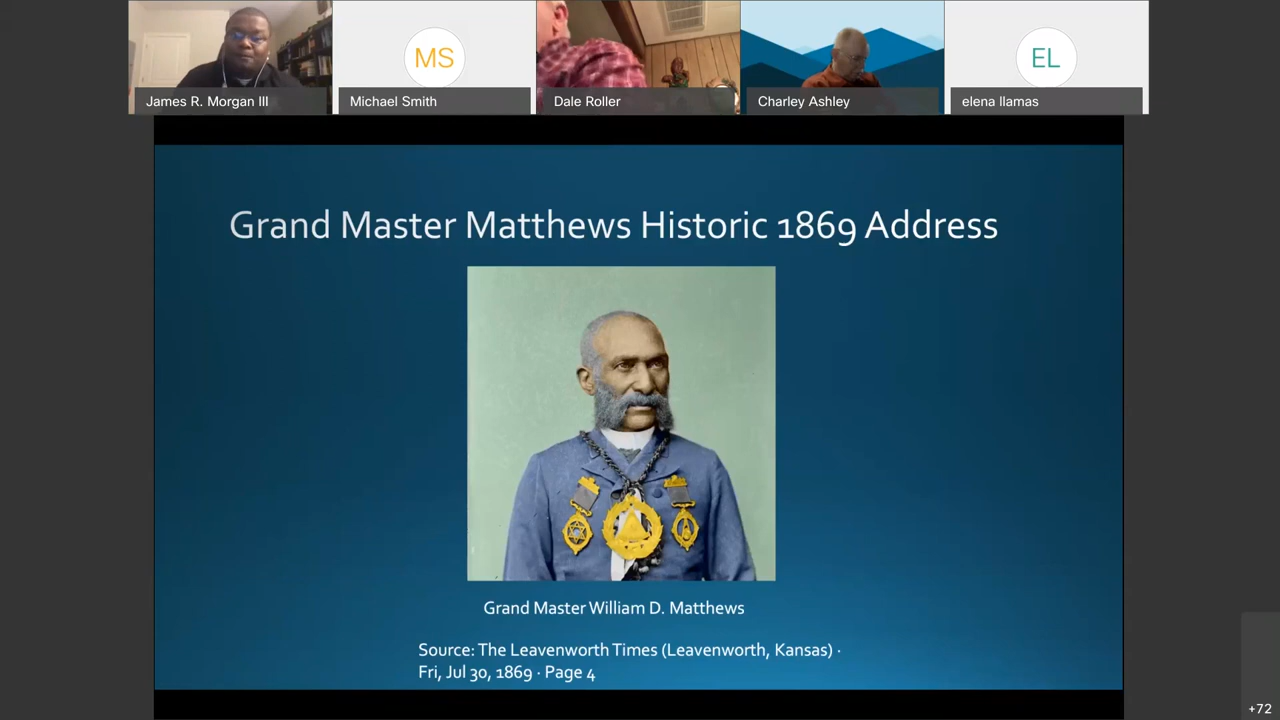 James R. Morgan III
MS
Michael Smith
Dale Roller
Charley Ashley
EL
elena llamas
Grand Master Matthews Historic 1869 Address
Grand Master William D. Matthews
Source: The Leavenworth Times (Leavenworth, Kansas) ·
Fri, Jul 30, 1869 · Page 4
+72